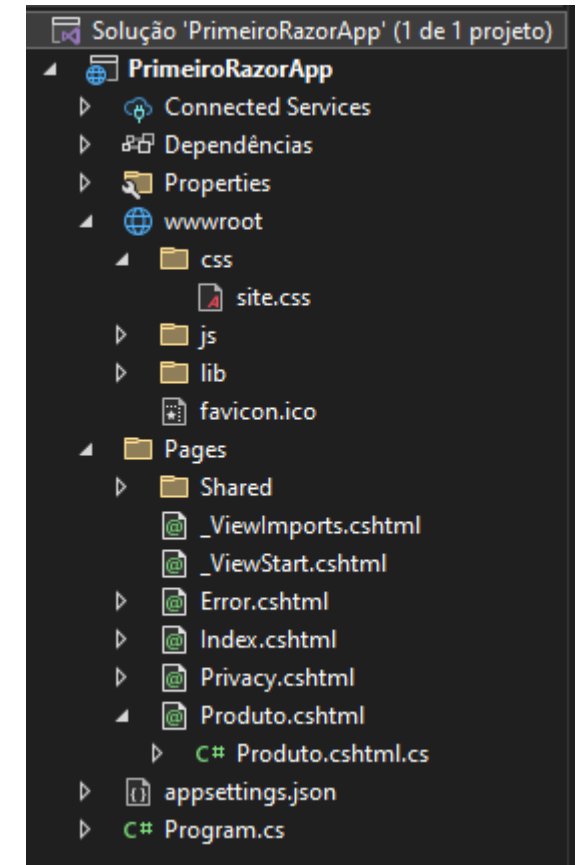 Solução 'PrimeiroRazorApp' (1 de 1 projeto)
PrimeiroRazorApp
Connected Services
Dependências
Properties
wwwroot
css
site.css
js
lib
favicon.ico
Pages
Shared
_ViewImports.cshtml
_ViewStart.cshtml
Error.cshtml
Index.cshtml
Privacy.cshtml
Produto.cshtml
C# Produto.cshtml.cs
appsettings.json
C# Program.cs